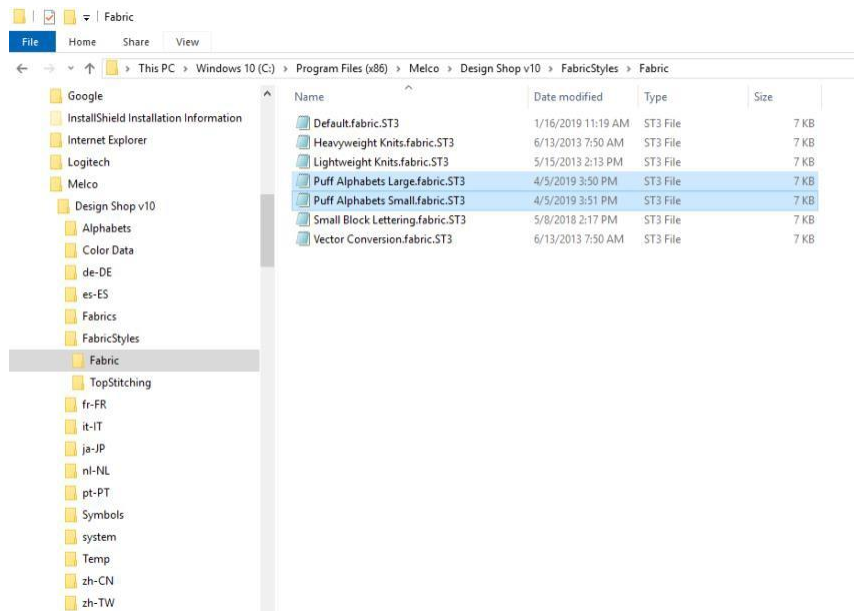 Fabric
File Home Share View
This PC > Windows 10 (C:) > Program Files (x86) > Melco > Design Shop v10 > FabricStyles > Fabric
Google
InstallShield Installation Information
Internet Explorer
Logitech
Melco
Design Shop v10
Alphabets
Color Data
de-DE
es-ES
Fabrics
FabricStyles
Fabric
TopStitching
fr-FR
it-IT
ja-JP
nl-NL
pt-PT
Symbols
system
Temp
zh-CN
zh-TW
Name Date modified Type Size
Default.fabric.ST3 1/16/2019 11:19 AM ST3 File 7 KB
Heavyweight Knits.fabric.ST3 6/13/2013 7:50 AM ST3 File 7 KB
Lightweight Knits.fabric.ST3 5/15/2013 2:13 PM ST3 File 7 KB
Puff Alphabets Large.fabric.ST3 4/5/2019 3:50 PM ST3 File 7 KB
Puff Alphabets Small.fabric.ST3 4/5/2019 3:51 PM ST3 File 7 KB
Small Block Lettering.fabric.ST3 5/8/2018 2:17 PM ST3 File 7 KB
Vector Conversion.fabric.ST3 6/13/2013 7:50 AM ST3 File 7 KB